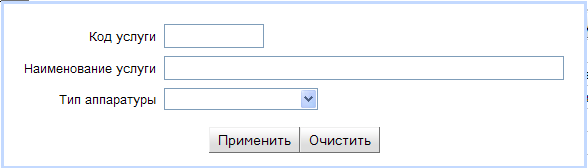 Код услуги
Наименование услуги
Тип аппаратуры
Применить Очистить